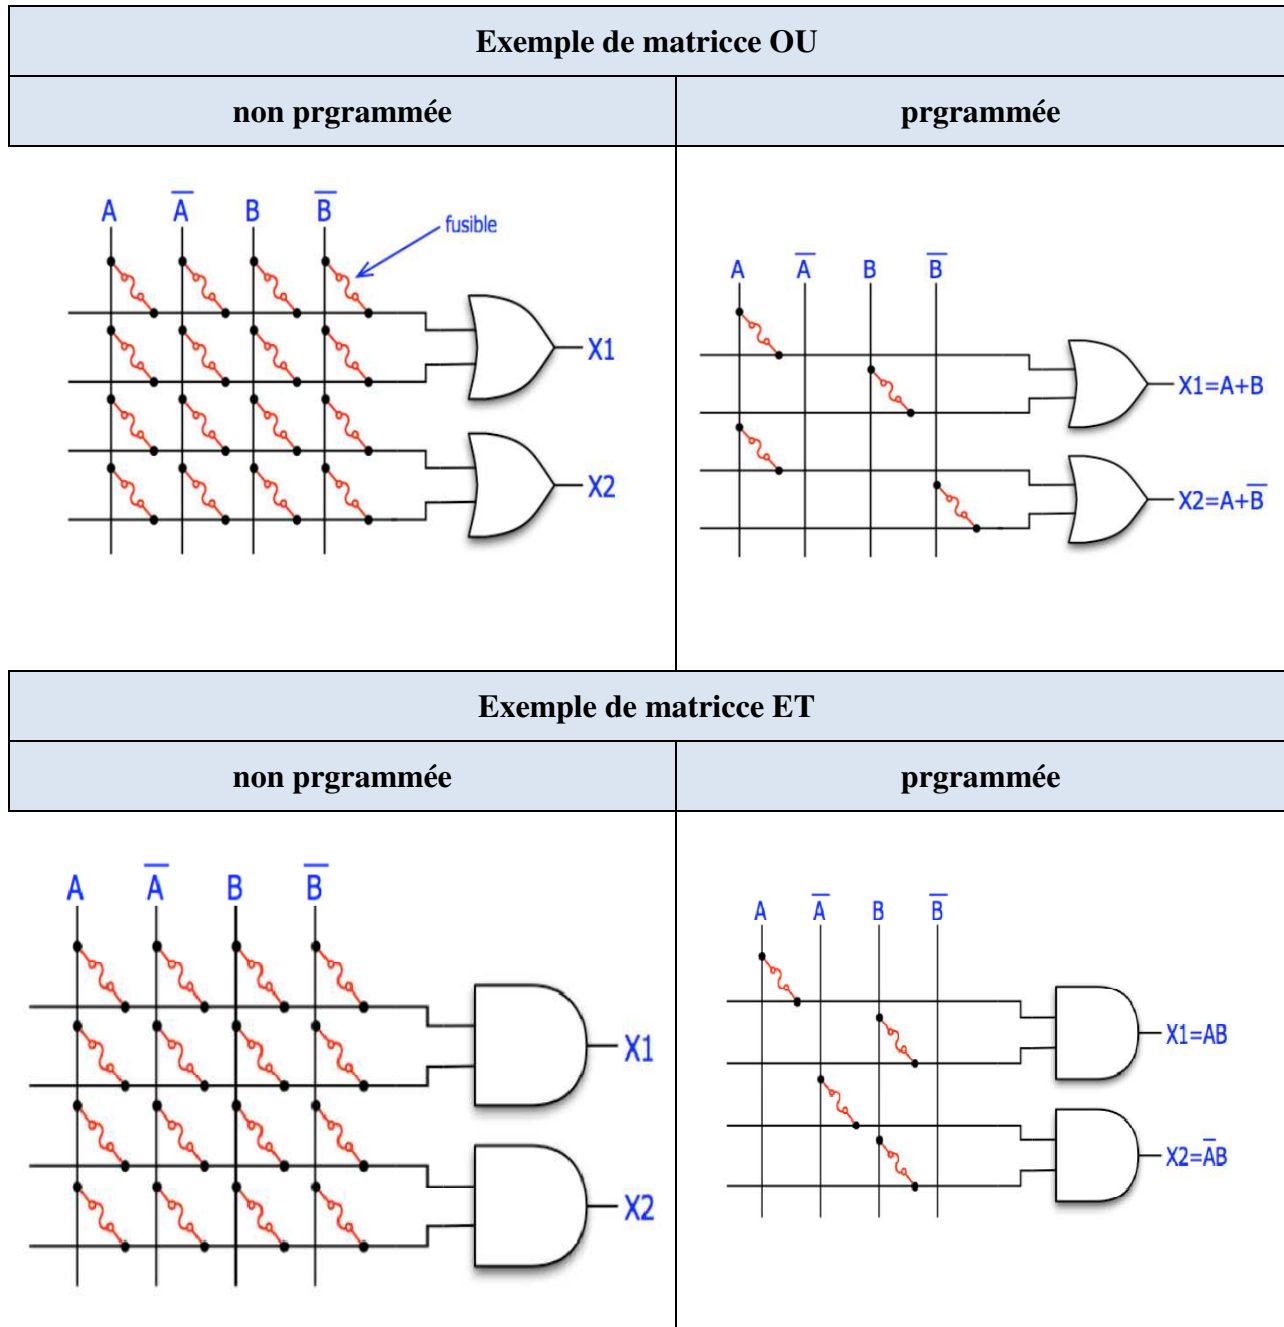 Exemple de matricce OU
non prgrammée
prgrammée
A A̅ B B̅
fusible
X1
X2
A A̅ B B̅
X1=A+B
X2=A+B̅
Exemple de matricce ET
non prgrammée
prgrammée
A A̅ B B̅
X1
X2
A A̅ B B̅
X1=AB
X2=A̅B